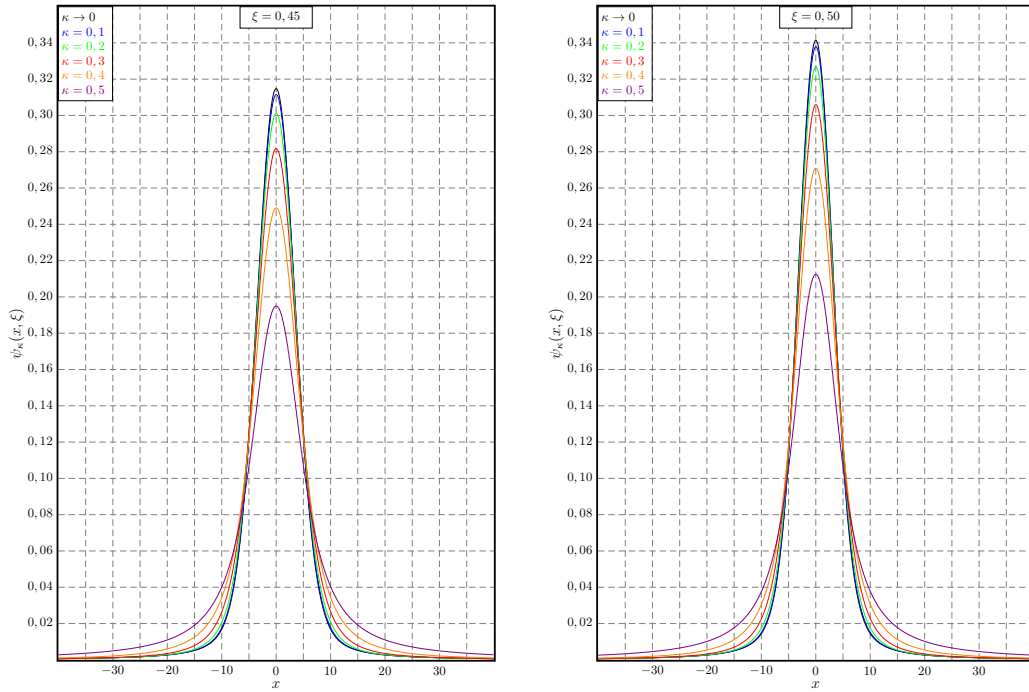 κ → 0
κ = 0, 1
κ = 0, 2
κ = 0, 3
κ = 0, 4
κ = 0, 5
ξ = 0, 45
0, 34
0, 32
0, 30
0, 28
0, 26
0, 24
0, 22
0, 20
0, 18
0, 16
0, 14
0, 12
0, 10
0, 08
0, 06
0, 04
0, 02
ψκ(x, ξ)
−30 −20 −10 0 10 20 30
x
κ → 0
κ = 0, 1
κ = 0, 2
κ = 0, 3
κ = 0, 4
κ = 0, 5
ξ = 0, 50
0, 34
0, 32
0, 30
0, 28
0, 26
0, 24
0, 22
0, 20
0, 18
0, 16
0, 14
0, 12
0, 10
0, 08
0, 06
0, 04
0, 02
ψκ(x, ξ)
−30 −20 −10 0 10 20 30
x